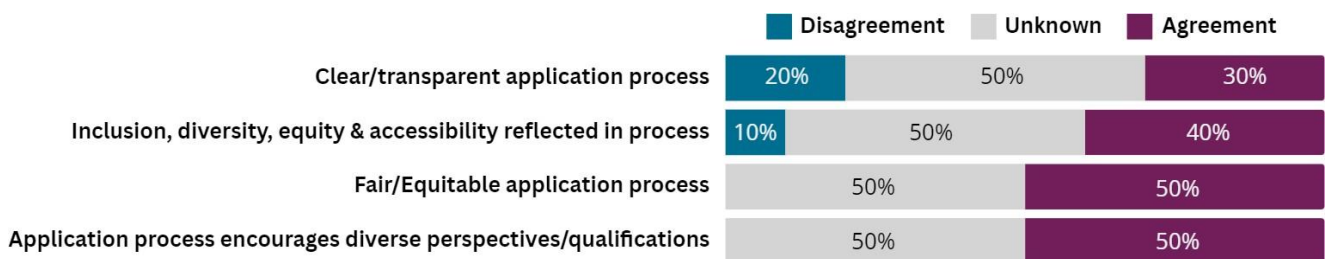 Disagreement Unknown Agreement
Clear/transparent application process 20% 50% 30%
Inclusion, diversity, equity & accessibility reflected in process 10% 50% 40%
Fair/Equitable application process 50% 50%
Application process encourages diverse perspectives/qualifications 50% 50%